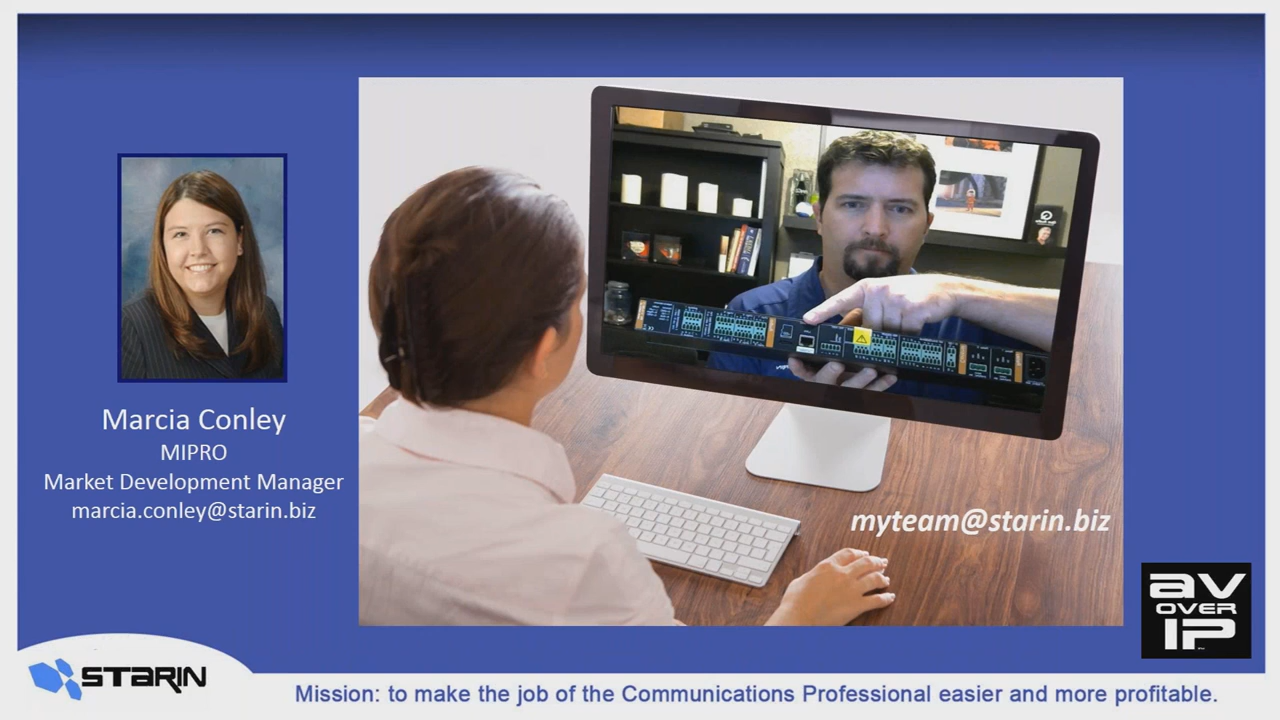 Marcia Conley
MIPRO
Market Development Manager
marcia.conley@starin.biz
myteam@starin.biz
av
OVER
IP
STARIN
Mission: to make the job of the Communications Professional easier and more profitable.